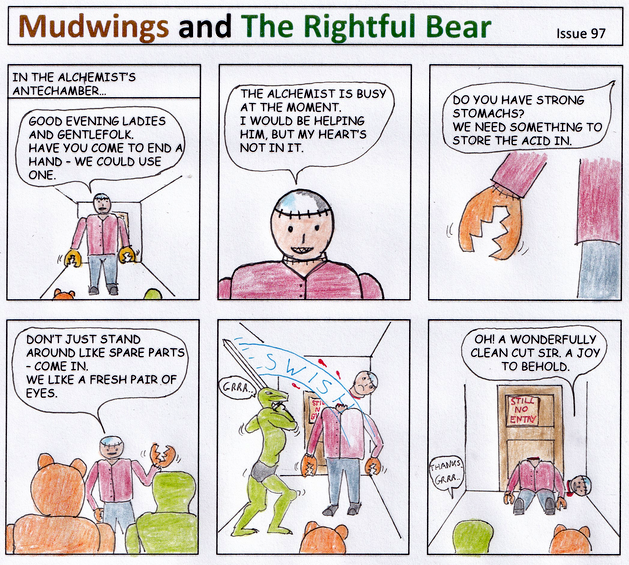 Mudwings and The Rightful Bear
Issue 97
IN THE ALCHEMIST'S
ANTECHAMBER...
GOOD EVENING LADIES
AND GENTLEFOLK.
HAVE YOU COME TO END A
HAND - WE COULD USE
ONE.
THE ALCHEMIST IS BUSY
AT THE MOMENT.
I WOULD BE HELPING
HIM, BUT MY HEART'S
NOT IN IT.
DO YOU HAVE STRONG
STOMACHS?
WE NEED SOMETHING TO
STORE THE ACID IN.
DON'T JUST STAND
AROUND LIKE SPARE PARTS
- COME IN.
WE LIKE A FRESH PAIR OF
EYES.
GRRR..
SWISH
STILL
NO
OH! A WONDERFULLY
CLEAN CUT SIR. A JOY
TO BEHOLD.
STILL
NO
ENTRY
THANKS
GRRR..